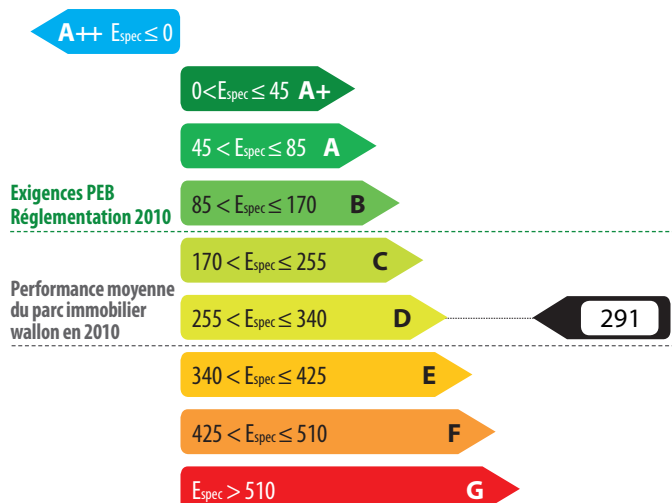 A++ Espec ≤ 0
0<Espec ≤ 45 A+
45 < Espec ≤ 85 A
Exigences PEB
Réglementation 2010
85 < Espec ≤ 170 B
170 < Espec ≤ 255 C
Performance moyenne
du parc immobilier
wallon en 2010
255 < Espec ≤ 340 D
291
340 < Espec ≤ 425 E
425 < Espec ≤ 510 F
Espec > 510 G